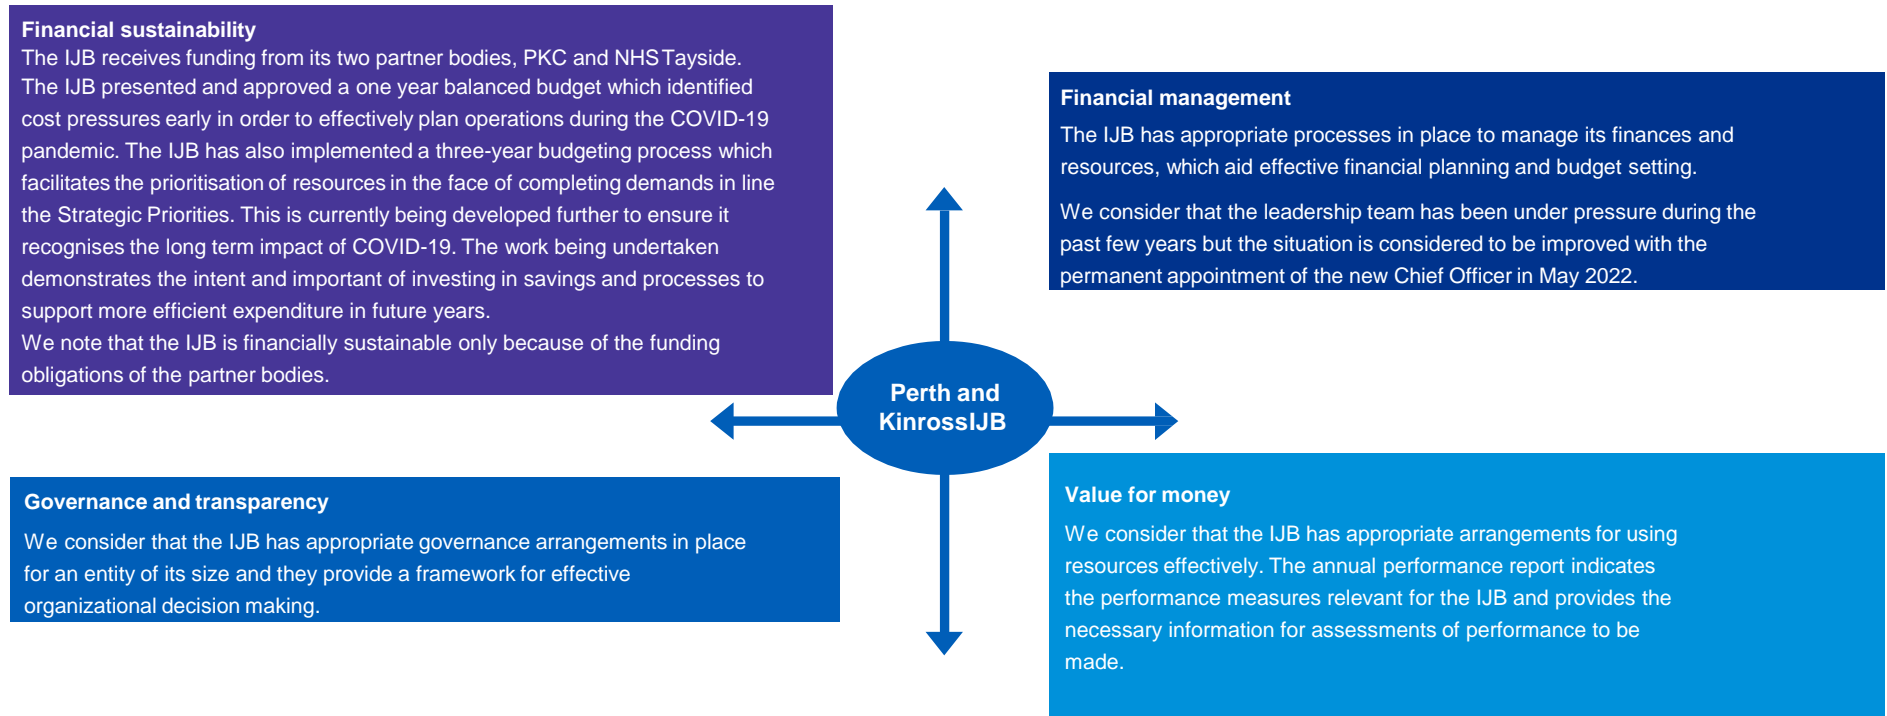 Financial sustainability
The IJB receives funding from its two partner bodies, PKC and NHS Tayside.
The IJB presented and approved a one year balanced budget which identified
cost pressures early in order to effectively plan operations during the COVID-19
pandemic. The IJB has also implemented a three-year budgeting process which
facilitates the prioritisation of resources in the face of completing demands in line
the Strategic Priorities. This is currently being developed further to ensure it
recognises the long term impact of COVID-19. The work being undertaken
demonstrates the intent and important of investing in savings and processes to
support more efficient expenditure in future years.
We note that the IJB is financially sustainable only because of the funding
obligations of the partner bodies.
Financial management
The IJB has appropriate processes in place to manage its finances and
resources, which aid effective financial planning and budget setting.
We consider that the leadership team has been under pressure during the
past few years but the situation is considered to be improved with the
permanent appointment of the new Chief Officer in May 2022.
Perth and
KinrossIJB
Governance and transparency
We consider that the IJB has appropriate governance arrangements in place
for an entity of its size and they provide a framework for effective
organizational decision making.
Value for money
We consider that the IJB has appropriate arrangements for using
resources effectively. The annual performance report indicates
the performance measures relevant for the IJB and provides the
necessary information for assessments of performance to be
made.